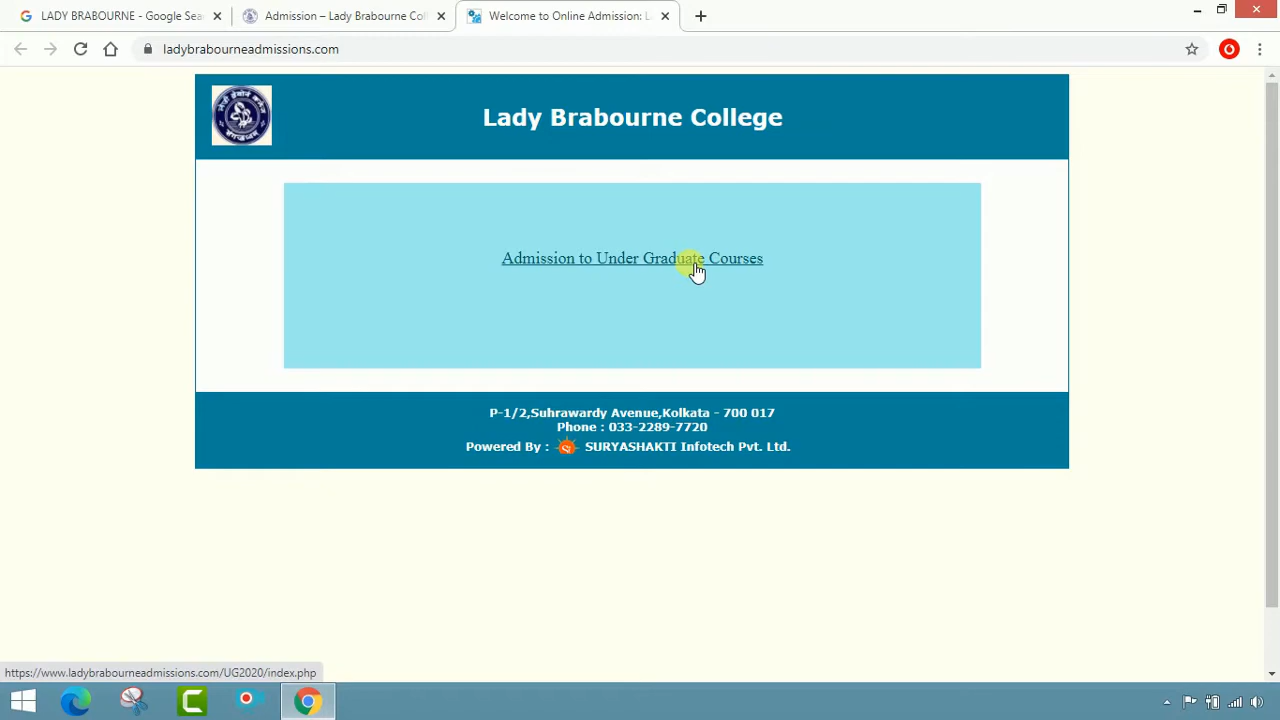 LADY BRABOURNE - Google Sea
Admission – Lady Brabourne Coll
Welcome to Online Admission: L
ladybrabourneadmissions.com
Lady Brabourne College
Admission to Under Graduate Courses
P-1/2,Suhrawardy Avenue,Kolkata - 700 017
Phone : 033-2289-7720
Powered By : SURYASHAKTI Infotech Pvt. Ltd.
https://www.ladybrabourneadmissions.com/UG2020/index.php